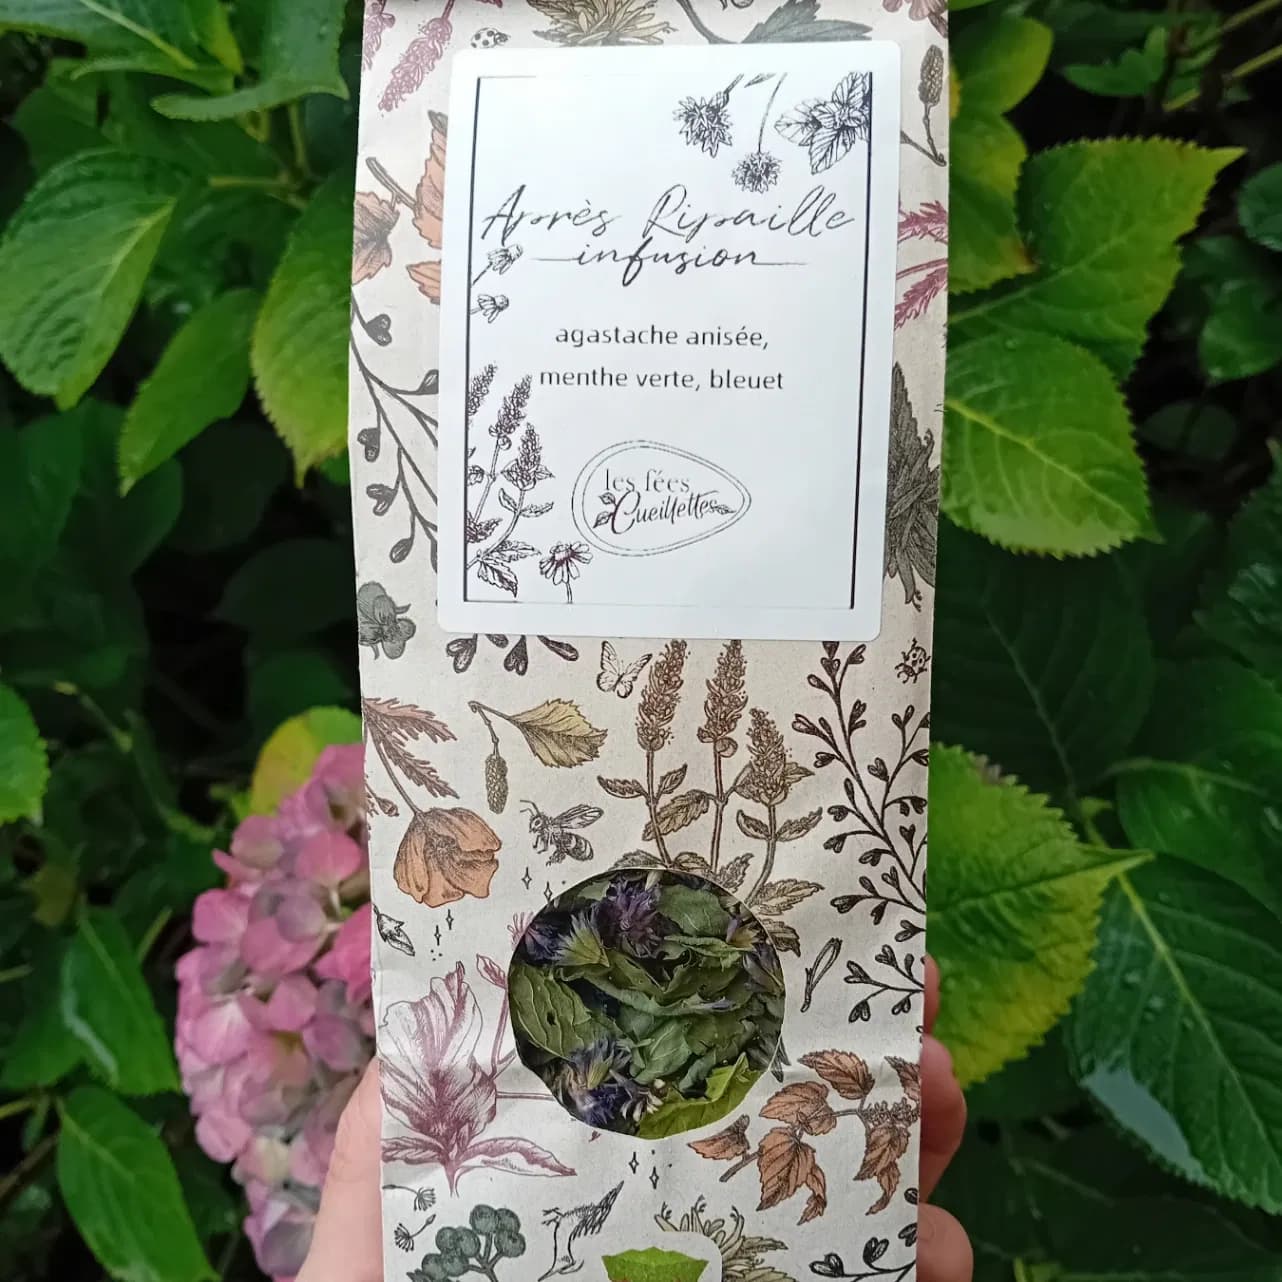 Après Ripaille
infusion
agastache anisée,
menthe verte, bleuet
les fées
Cueillettes